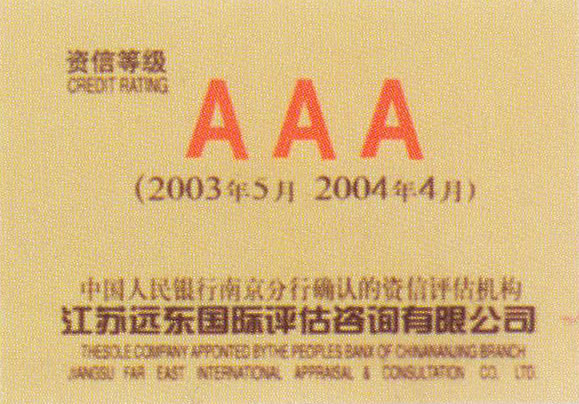 资信等级
CREDIT RATING
AAA
(2003年5月 2004年4月)
中国人民银行南京分行确认的资信评估机构
江苏远东国际评估咨询有限公司
THESOLE COMPANY APPONTED BYTHE PEOPLES BANK OF CHINANANJING BRANCH
JIANGSU FAR EAST INTERNATIONAL APPRAISAL & CONSULTATION CO. LTD.